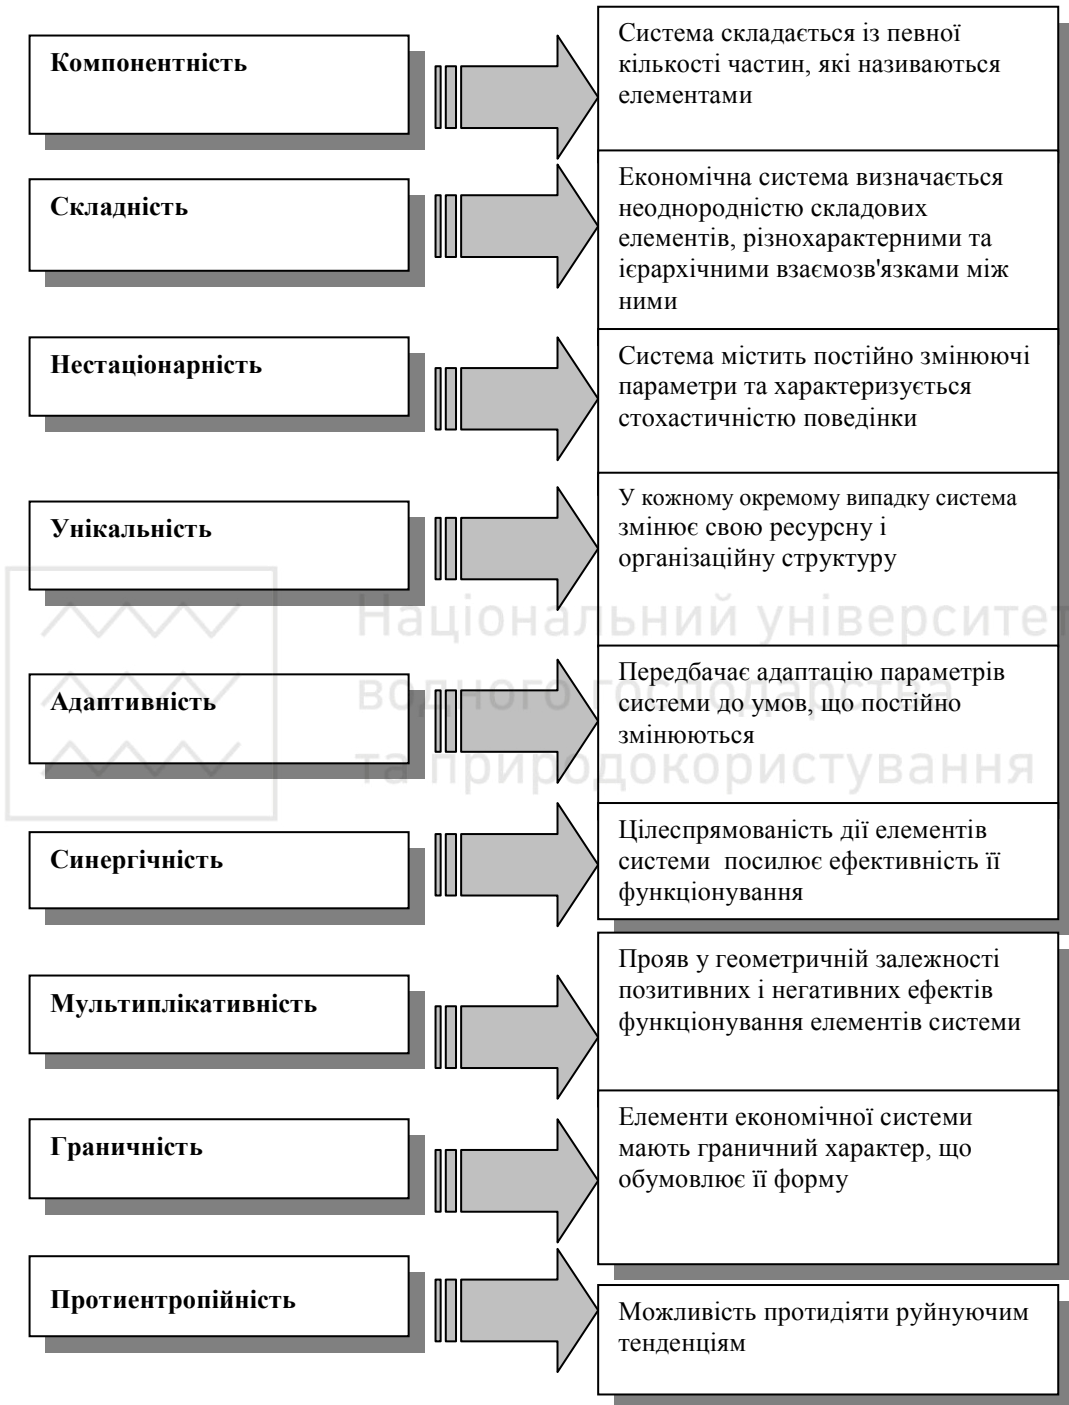 Компонентність
Система складається із певної
кількості частин, які називаються
елементами
Складність
Економічна система визначається
неоднорідністю складових
елементів, різнохарактерними та
ієрархічними взаємозв'язками між
ними
Нестаціонарність
Система містить постійно змінюючі
параметри та характеризується
стохастичністю поведінки
Унікальність
У кожному окремому випадку система
змінює свою ресурсну і
організаційну структуру
Національний університет
водного господарства
та природокористування
Адаптивність
Передбачає адаптацію параметрів
системи до умов, що постійно
змінюються
Синергічність
Цілеспрямованість дії елементів
системи посилює ефективність її
функціонування
Мультиплікативність
Прояв у геометричній залежності
позитивних і негативних ефектів
функціонування елементів системи
Граничність
Елементи економічної системи
мають граничний характер, що
обумовлює її форму
Протиентропійність
Можливість протидіяти руйнуючим
тенденціям